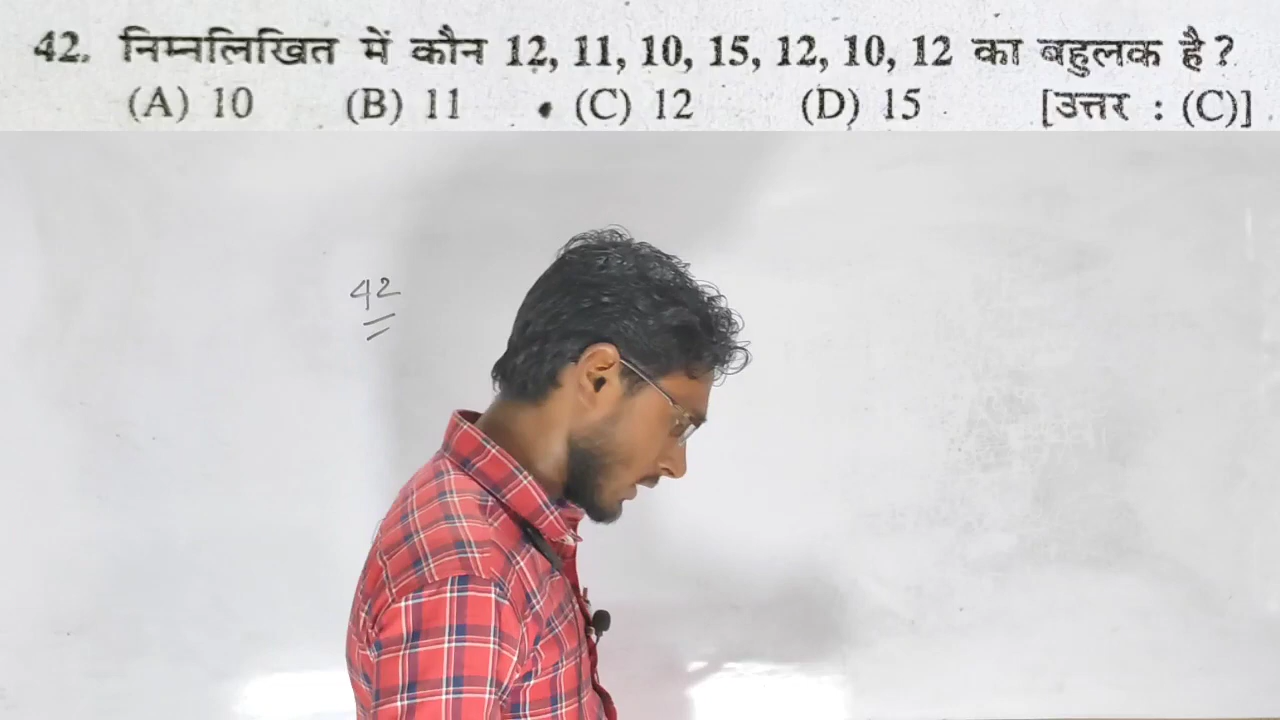 42. निम्नलिखित में कौन 12, 11, 10, 15, 12, 10, 12 का बहुलक है ?
(A) 10 (B) 11 (C) 12 (D) 15 [उत्तर : (C)]
42